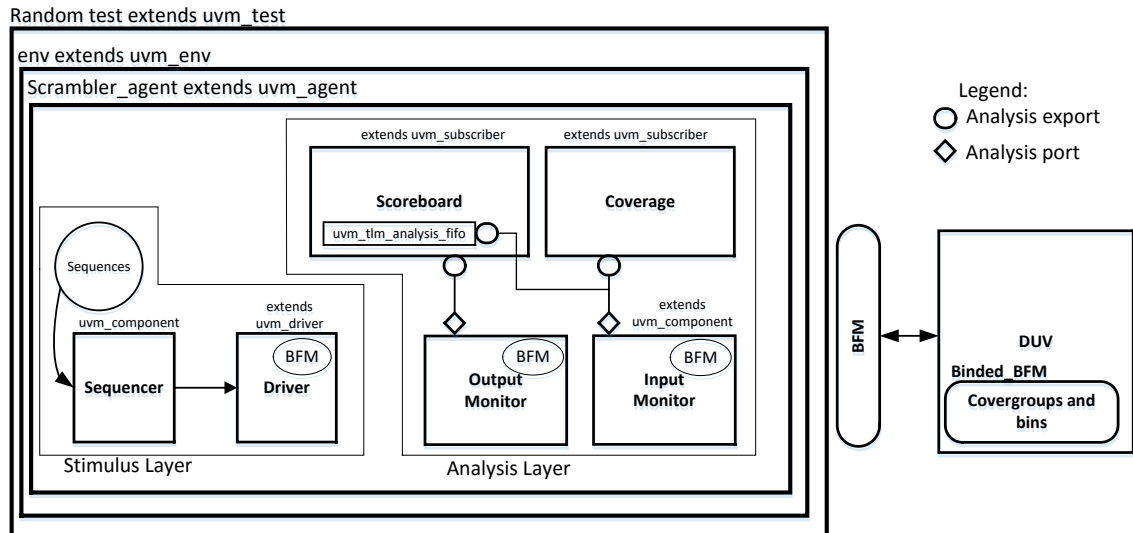 Random test extends uvm_test
env extends uvm_env
Scrambler_agent extends uvm_agent
Legend:
Analysis export
Analysis port
extends uvm_subscriber
extends uvm_subscriber
Scoreboard
uvm_tlm_analysis_fifo
Coverage
Sequences
uvm_component
extends
uvm_driver
extends
uvm_component
BFM
Sequencer
Driver
BFM
Output
Monitor
BFM
Input
Monitor
BFM
DUV
Binded_BFM
Covergroups and
bins
Stimulus Layer
Analysis Layer